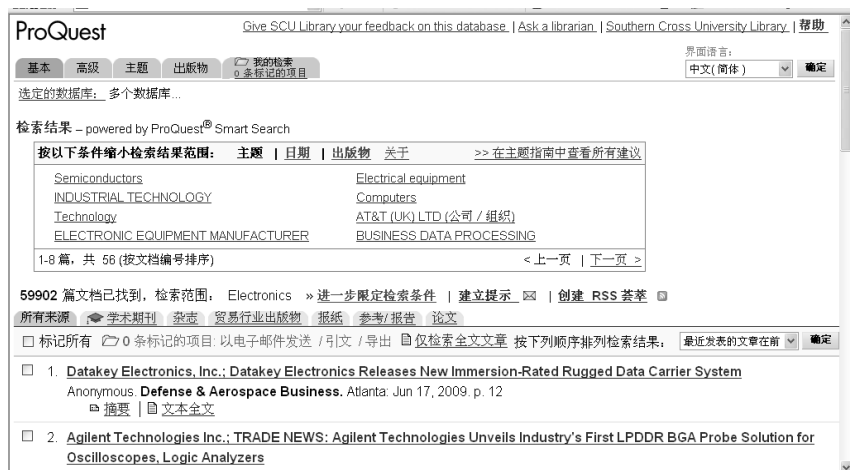 ProQuest
Give SCU Library your feedback on this database | Ask a librarian | Southern Cross University Library | 帮助
界面语言:
基本 高级 主题 出版物 我的检索 0 条标记的项目
中文(简体) 确定
选定的数据库: 多个数据库...
检索结果 – powered by ProQuest® Smart Search
按以下条件缩小检索结果范围: 主题 | 日期 | 出版物 关于 >> 在主题指南中查看所有建议
Semiconductors Electrical equipment
INDUSTRIAL TECHNOLOGY Computers
Technology AT&T (UK) LTD (公司 / 组织)
ELECTRONIC EQUIPMENT MANUFACTURER BUSINESS DATA PROCESSING
1-8 篇, 共 56 (按文档编号排序) < 上一页 | 下一页 >
59902 篇文档已找到, 检索范围: Electronics » 进一步限定检索条件 | 建立提示 | 创建 RSS 荟萃
所有来源 学术期刊 杂志 贸易行业出版物 报纸 参考/报告 论文
标记所有 0 条标记的项目: 以电子邮件发送 / 引文 / 导出 仅检索全文文章 按下列顺序排列检索结果: 最近发表的文章在前 确定
1. Datakey Electronics, Inc.; Datakey Electronics Releases New Immersion-Rated Rugged Data Carrier System
Anonymous. Defense & Aerospace Business. Atlanta: Jun 17, 2009. p. 12
摘要 | 文本全文
2. Agilent Technologies Inc.; TRADE NEWS: Agilent Technologies Unveils Industry's First LPDDR BGA Probe Solution for
Oscilloscopes, Logic Analyzers